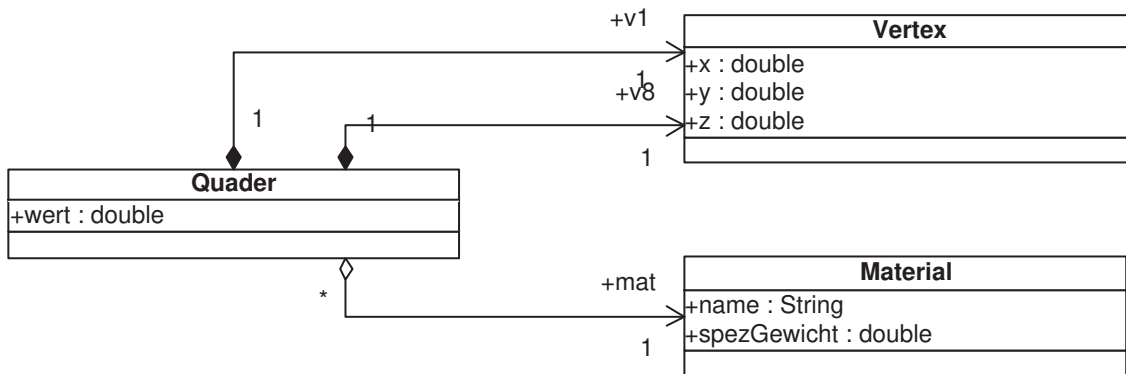 +v1
Vertex
+x : double
+y : double
+z : double
1
+v8
1
1
1
Quader
+wert : double
*
+mat
1
Material
+name : String
+spezGewicht : double